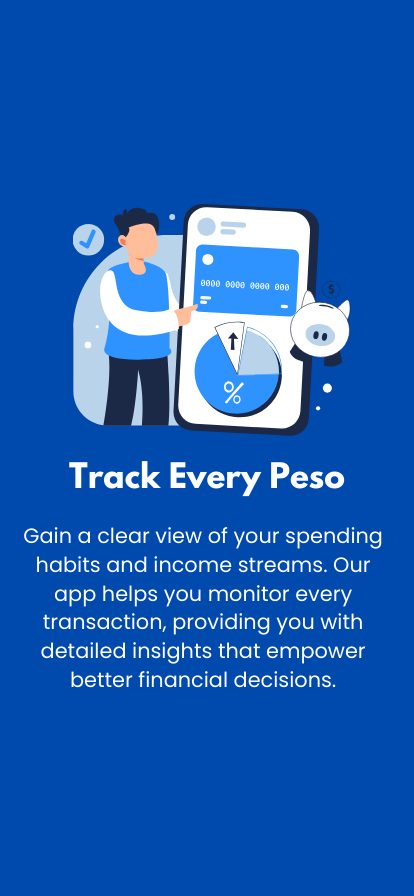 0000 0000 0000 000
$
%
Track Every Peso
Gain a clear view of your spending
habits and income streams. Our
app helps you monitor every
transaction, providing you with
detailed insights that empower
better financial decisions.